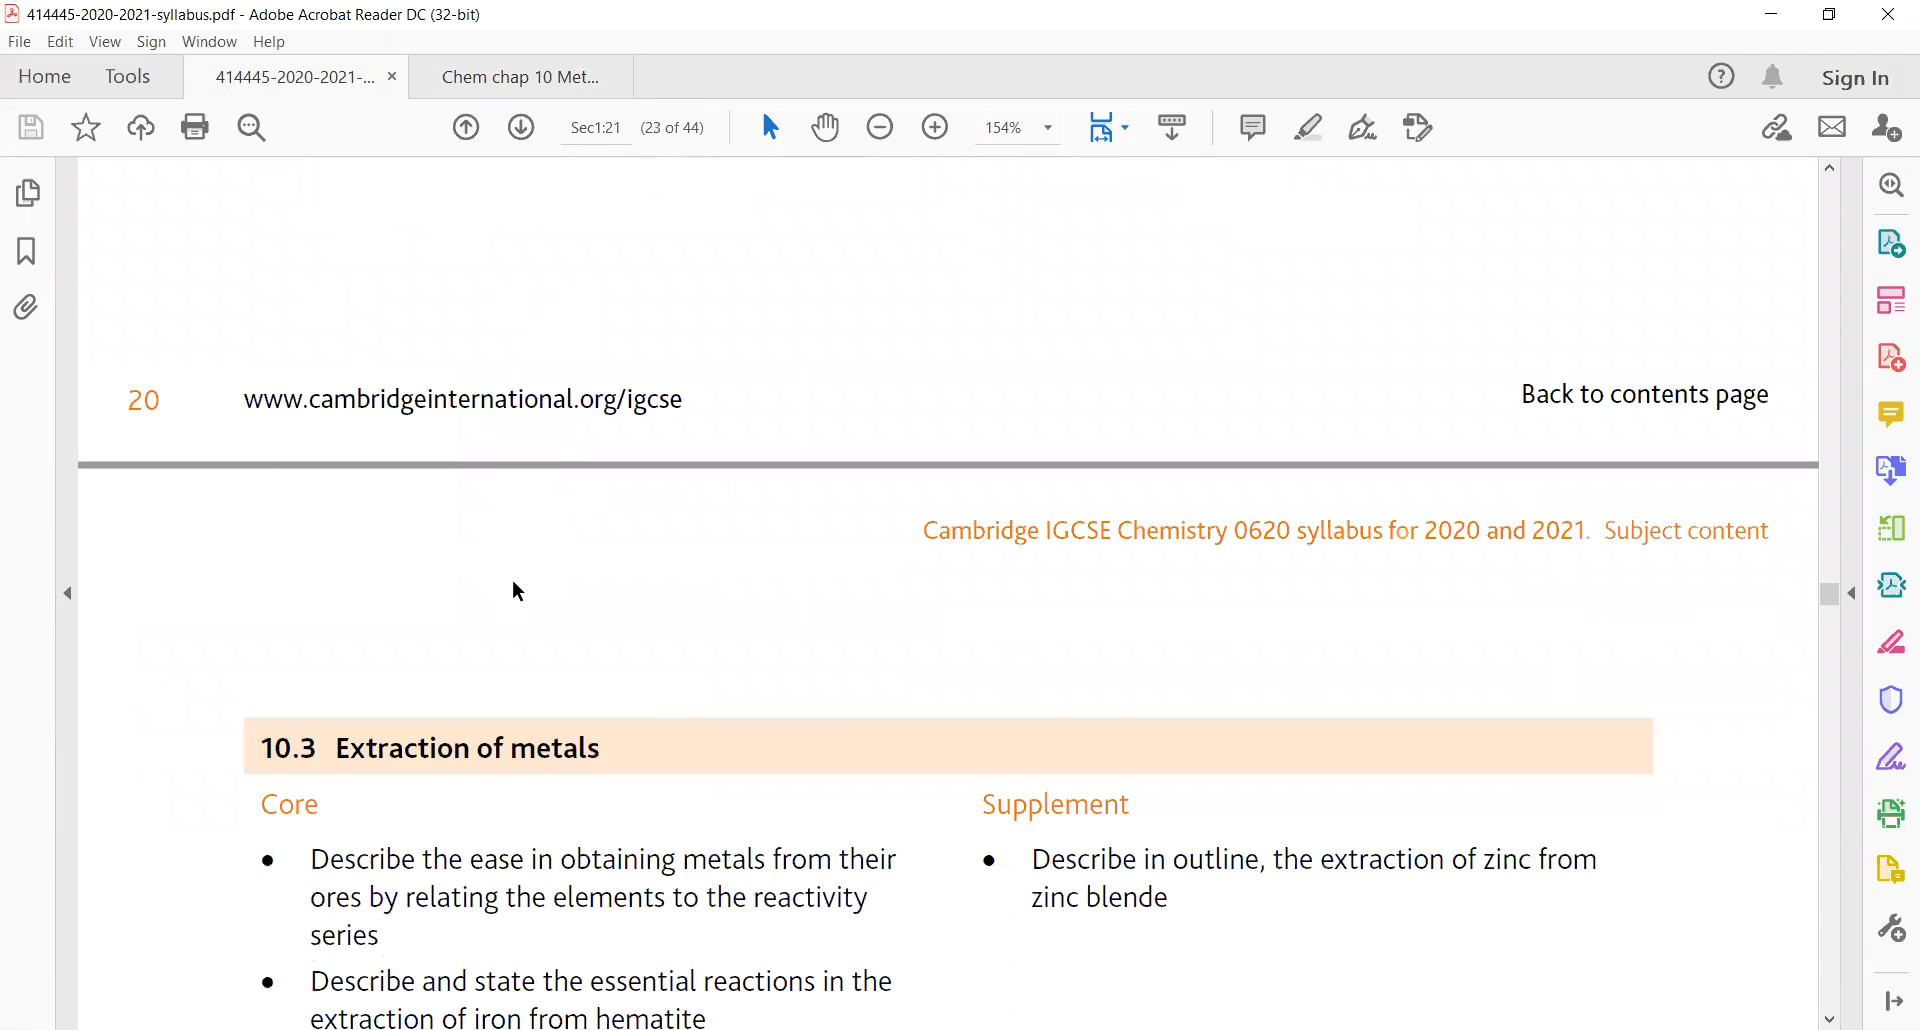 414445-2020-2021-syllabus.pdf - Adobe Acrobat Reader DC (32-bit)
File Edit View Sign Window Help
Home Tools 414445-2020-2021-... × Chem chap 10 Met... Sign In
Sec1:21 (23 of 44) 154%
20 www.cambridgeinternational.org/igcse Back to contents page
Cambridge IGCSE Chemistry 0620 syllabus for 2020 and 2021. Subject content
10.3 Extraction of metals
Core
• Describe the ease in obtaining metals from their
ores by relating the elements to the reactivity
series
• Describe and state the essential reactions in the
extraction of iron from hematite
Supplement
• Describe in outline, the extraction of zinc from
zinc blende